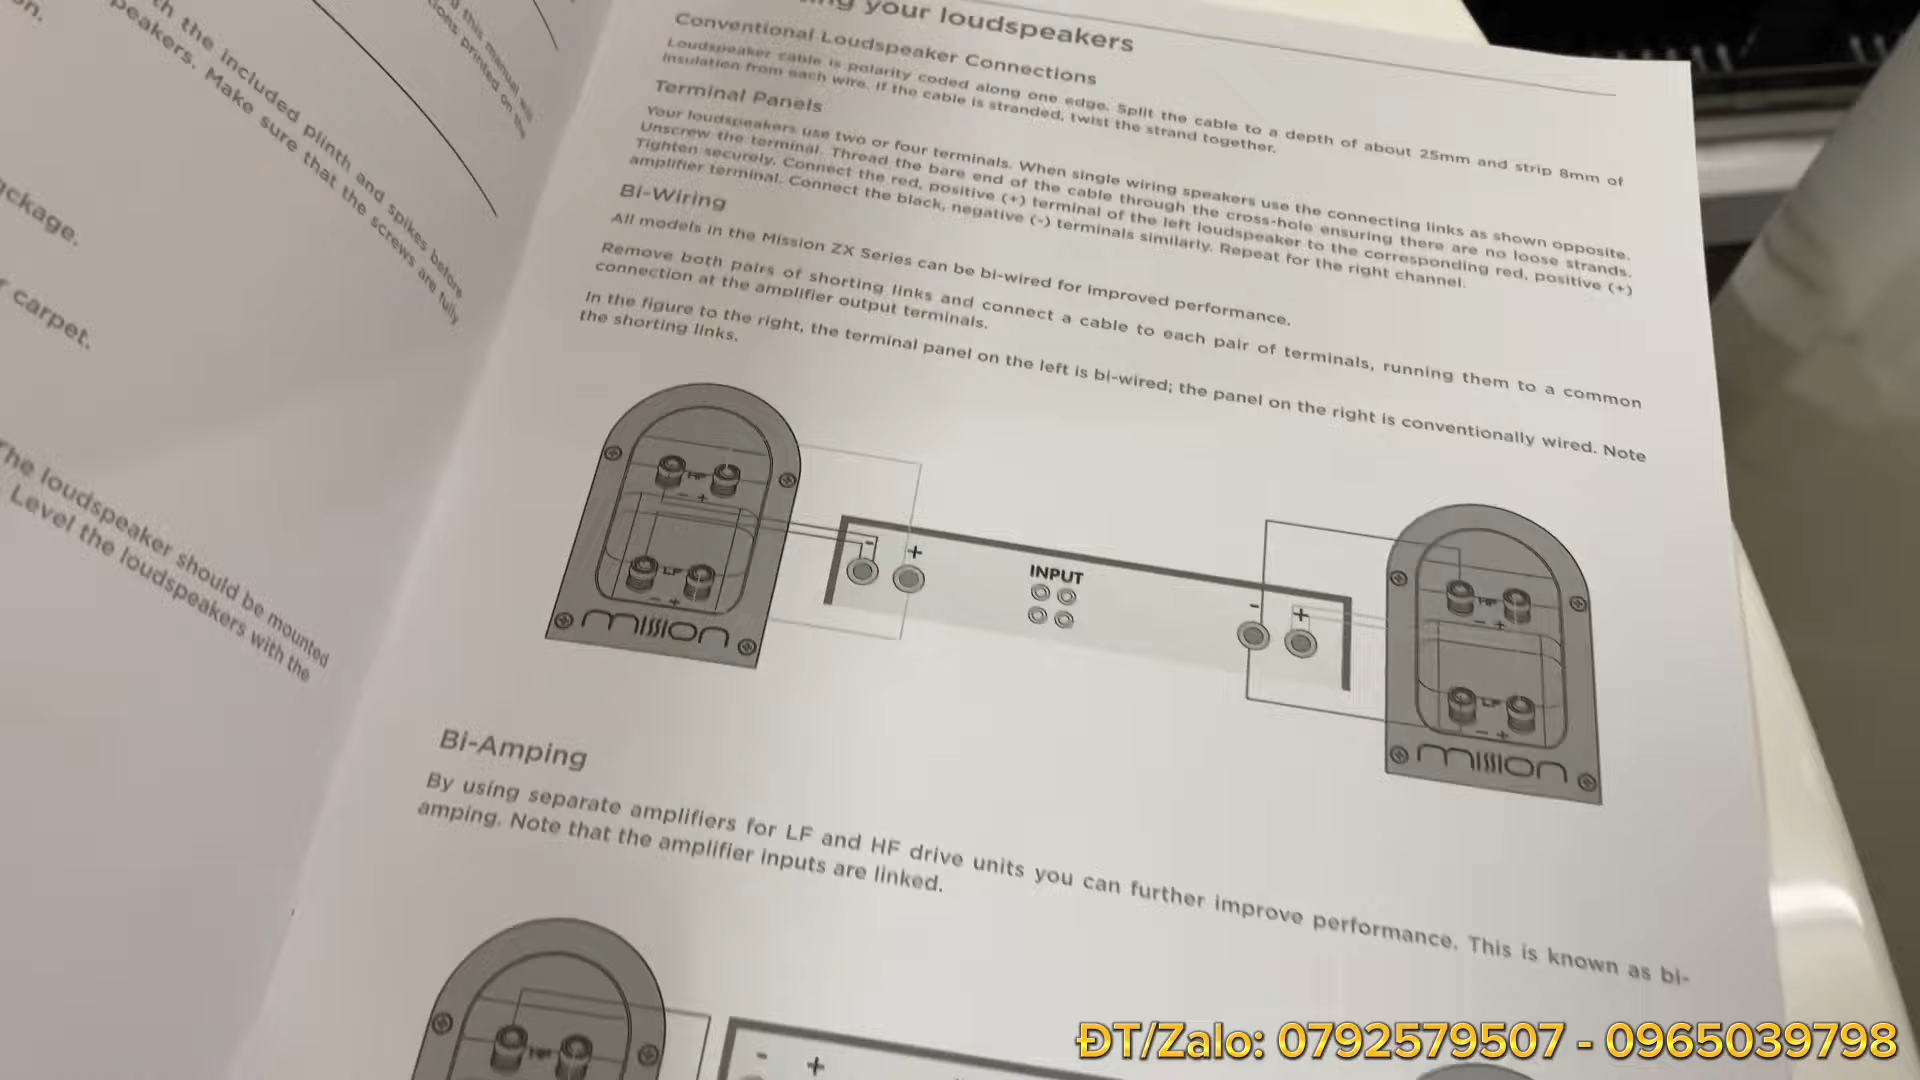 on.
th the included plinth and spikes before
peakers. Make sure that the screws are fully
ackage.
r carpet.
The loudspeaker should be mounted
Level the loudspeakers with the
this manual will
tions printed on the
your loudspeakers
Conventional Loudspeaker Connections
Loudspeaker cable is polarity coded along one edge. Split the cable to a depth of about 25mm and strip 8mm of
insulation from each wire. If the cable is stranded, twist the strand together.
Terminal Panels
Your loudspeakers use two or four terminals. When single wiring speakers use the connecting links as shown opposite.
Unscrew the terminal. Thread the bare end of the cable through the cross-hole ensuring there are no loose strands.
Tighten securely. Connect the red, positive (+) terminal of the left loudspeaker to the corresponding red, positive (+)
amplifier terminal. Connect the black, negative (-) terminals similarly. Repeat for the right channel.
Bi-Wiring
All models in the Mission ZX Series can be bi-wired for improved performance.
Remove both pairs of shorting links and connect a cable to each pair of terminals, running them to a common
connection at the amplifier output terminals.
In the figure to the right, the terminal panel on the left is bi-wired; the panel on the right is conventionally wired. Note
the shorting links.
HF
- +
LF
- +
mission
- +
INPUT
- +
HF
- +
LF
- +
mission
Bi-Amping
By using separate amplifiers for LF and HF drive units you can further improve performance. This is known as bi-
amping. Note that the amplifier inputs are linked.
HF
- +
ĐT/Zalo: 0792579507 - 0965039798